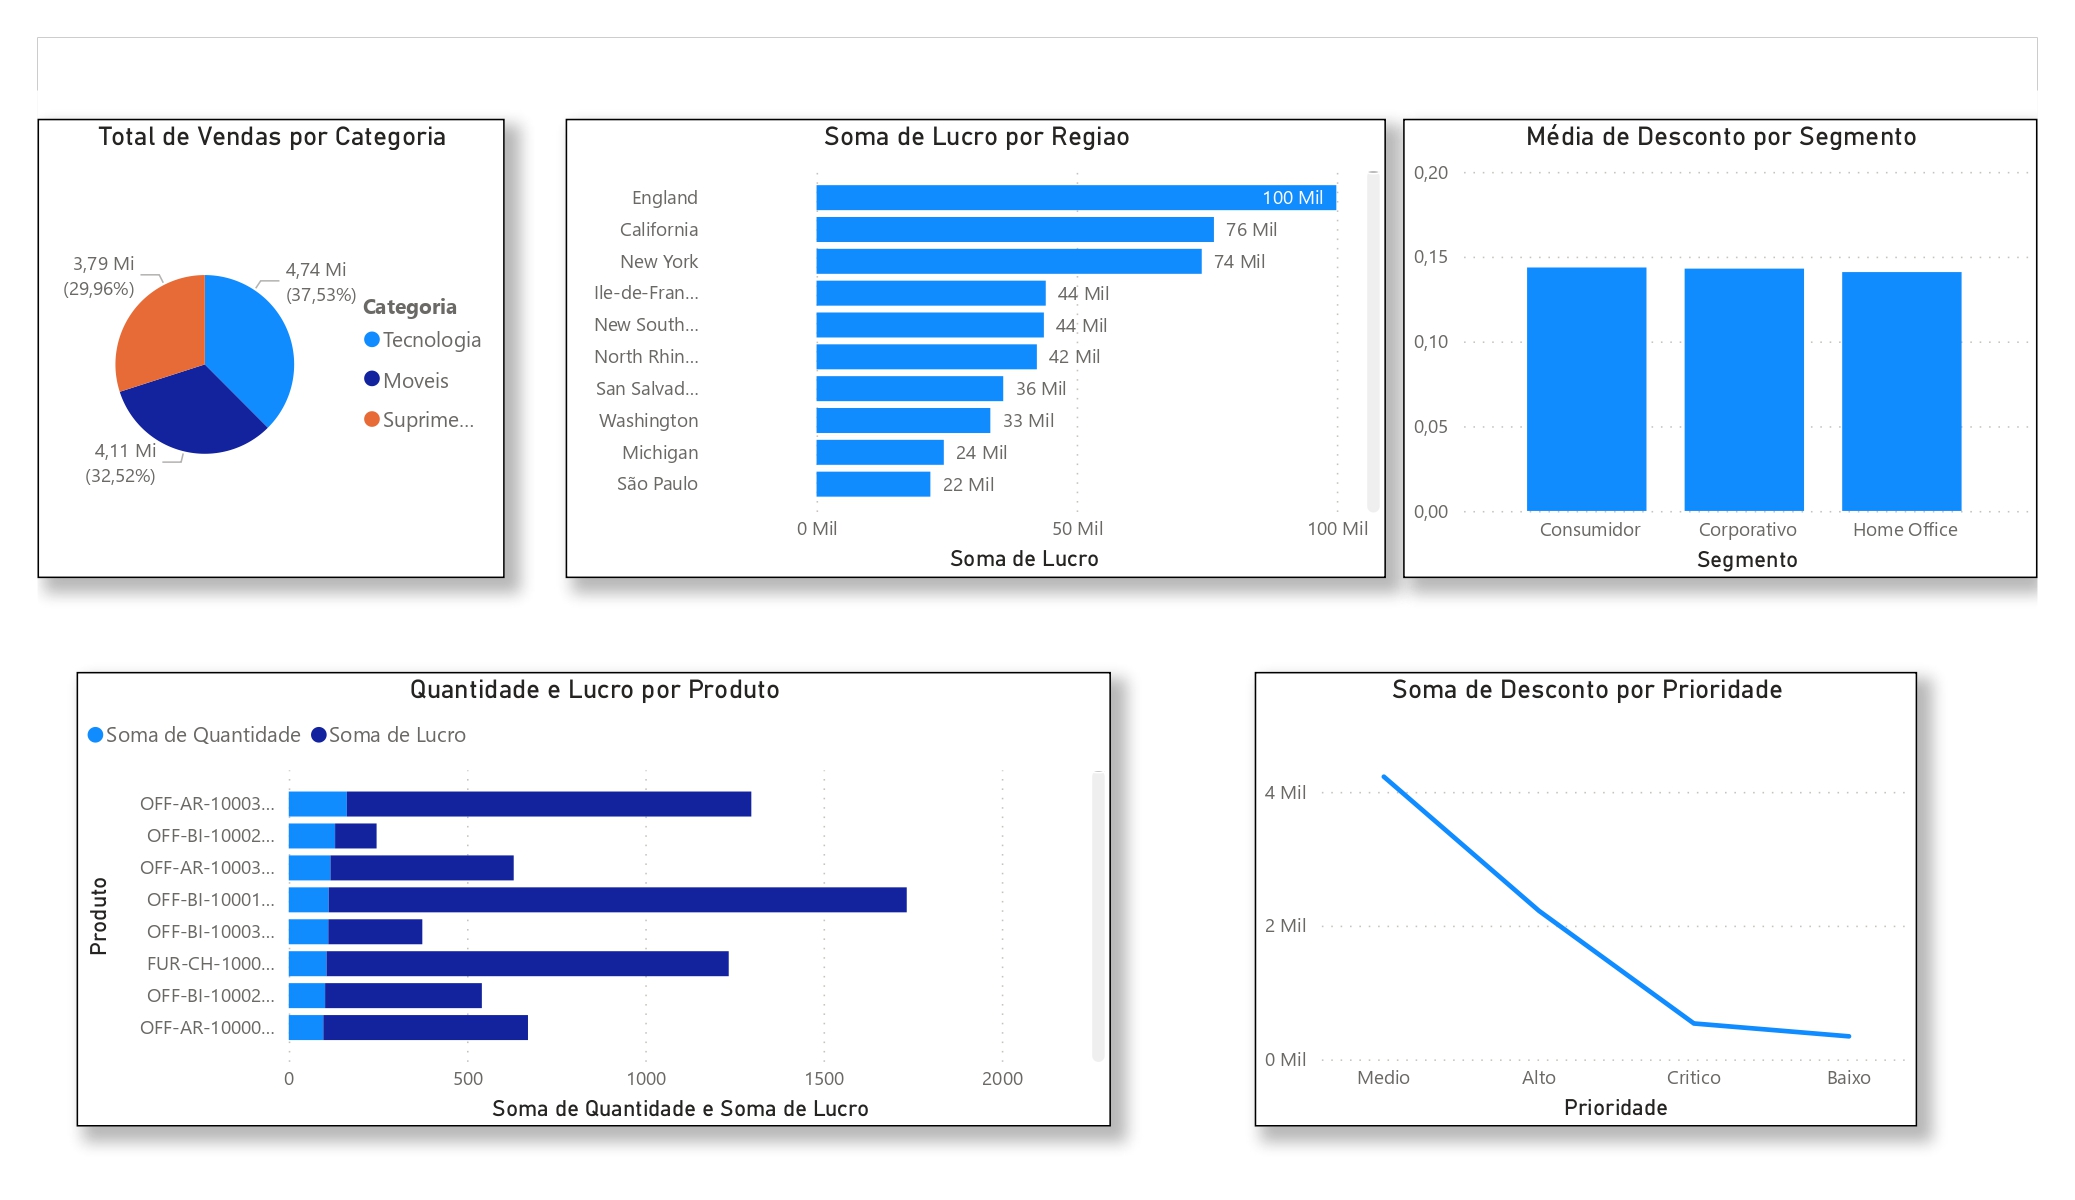 Total de Vendas por Categoria
3,79 Mi
(29,96%)
4,74 Mi
(37,53%)
4,11 Mi
(32,52%)
Categoria
Tecnologia
Moveis
Suprime...
Soma de Lucro por Regiao
England
100 Mil
California
76 Mil
New York
74 Mil
Ile-de-Fran...
44 Mil
New South...
44 Mil
North Rhin...
42 Mil
San Salvad...
36 Mil
Washington
33 Mil
Michigan
24 Mil
São Paulo
22 Mil
0 Mil
50 Mil
100 Mil
Soma de Lucro
Média de Desconto por Segmento
0,20
0,15
0,10
0,05
0,00
Consumidor
Corporativo
Home Office
Segmento
Quantidade e Lucro por Produto
Soma de Quantidade
Soma de Lucro
Produto
OFF-AR-10003...
OFF-BI-10002...
OFF-AR-10003...
OFF-BI-10001...
OFF-BI-10003...
FUR-CH-1000...
OFF-BI-10002...
OFF-AR-10000...
0
500
1000
1500
2000
Soma de Quantidade e Soma de Lucro
Soma de Desconto por Prioridade
4 Mil
2 Mil
0 Mil
Medio
Alto
Critico
Baixo
Prioridade